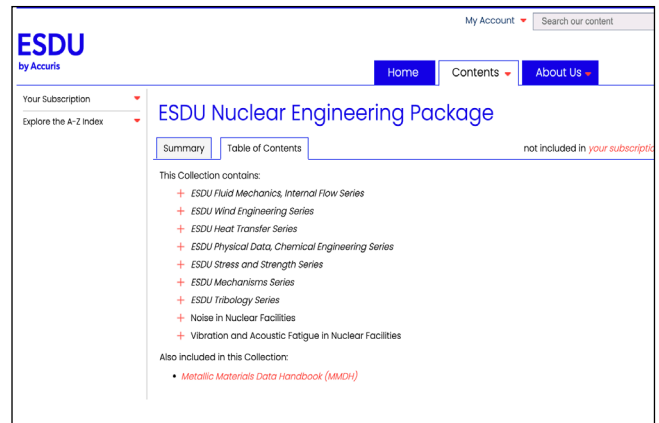 My Account
Search our content
ESDU
by Accuris
Home
Contents
About Us
Your Subscription
Explore the A-Z Index
ESDU Nuclear Engineering Package
Summary
Table of Contents
not included in your subscriptio
This Collection contains:
+ ESDU Fluid Mechanics, Internal Flow Series
+ ESDU Wind Engineering Series
+ ESDU Heat Transfer Series
+ ESDU Physical Data, Chemical Engineering Series
+ ESDU Stress and Strength Series
+ ESDU Mechanisms Series
+ ESDU Tribology Series
+ Noise in Nuclear Facilities
+ Vibration and Acoustic Fatigue in Nuclear Facilities
Also included in this Collection:
• Metallic Materials Data Handbook (MMDH)